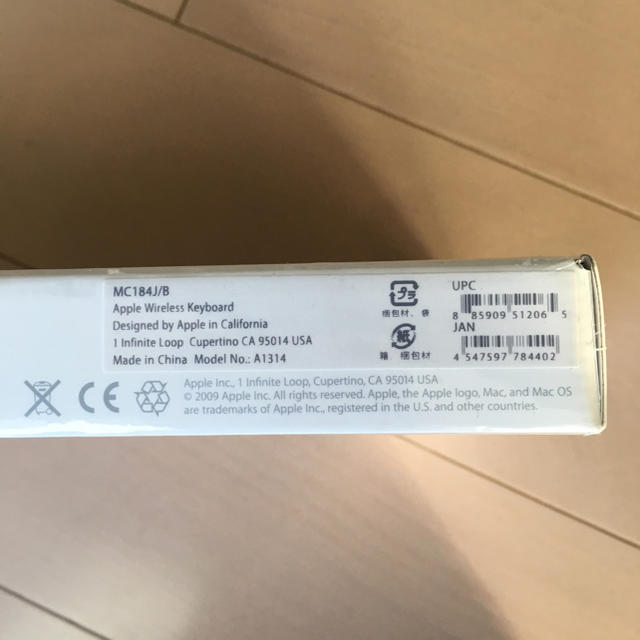 MC184J/B
Apple Wireless Keyboard
Designed by Apple in California
1 Infinite Loop Cupertino CA 95014 USA
Made in China Model No.: A1314
プラ
梱包材、袋
紙
箱 梱包材
UPC
8 85909 51206 5
JAN
4 547597 784402
CE
Apple Inc., 1 Infinite Loop, Cupertino, CA 95014 USA
© 2009 Apple Inc. All rights reserved. Apple, the Apple logo, Mac, and Mac OS
are trademarks of Apple Inc., registered in the U.S. and other countries.